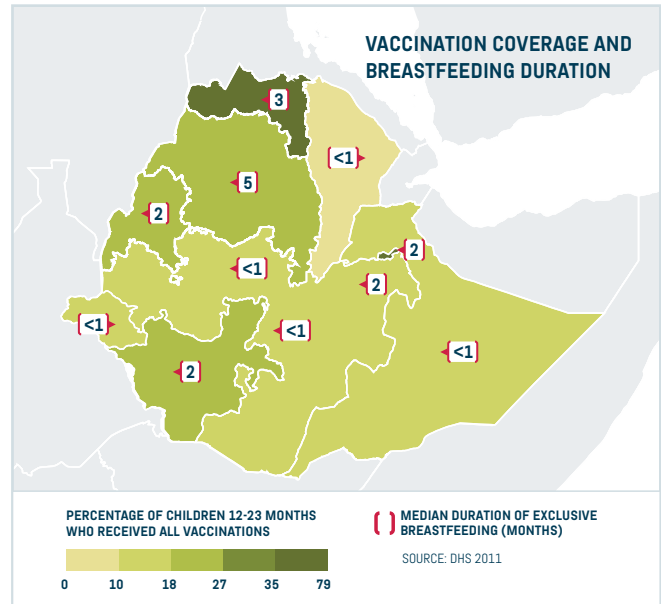 VACCINATION COVERAGE AND
BREASTFEEDING DURATION
3
<1
5
2
2
<1
2
<1
<1
<1
2
PERCENTAGE OF CHILDREN 12-23 MONTHS
WHO RECEIVED ALL VACCINATIONS
0 10 18 27 35 79
MEDIAN DURATION OF EXCLUSIVE
BREASTFEEDING (MONTHS)
SOURCE: DHS 2011